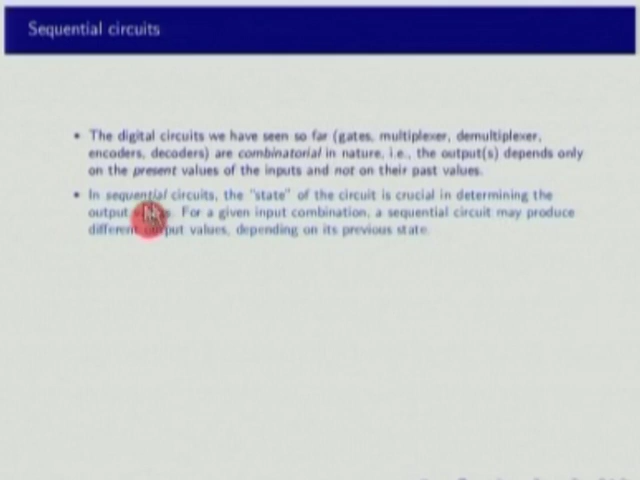 Sequential circuits
• The digital circuits we have seen so far (gates, multiplexer, demultiplexer,
encoders, decoders) are combinatorial in nature, i.e., the output(s) depends only
on the present values of the inputs and not on their past values.
• In sequential circuits, the "state" of the circuit is crucial in determining the
output For a given input combination, a sequential circuit may produce
different output values, depending on its previous state.